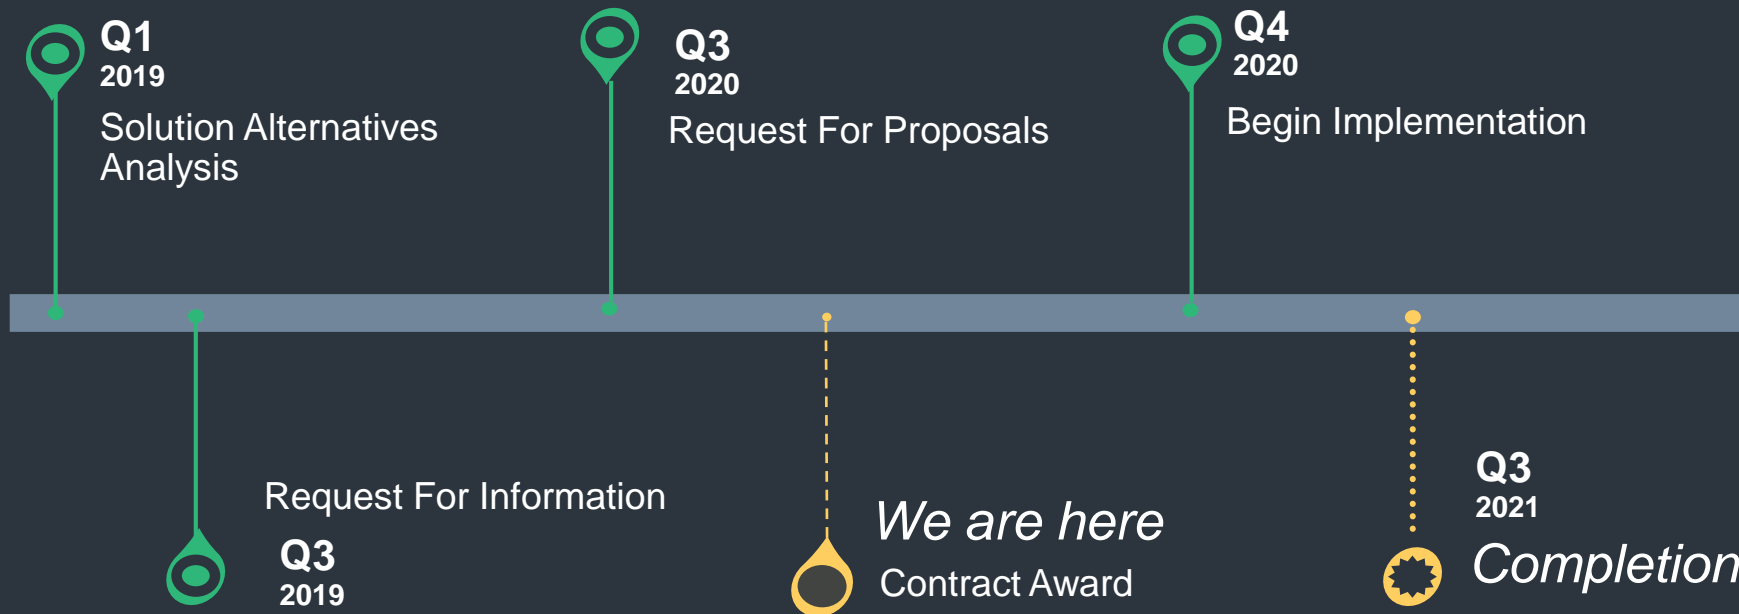 Q1
2019
Solution Alternatives
Analysis
Request For Information
Q3
2019
Q3
2020
Request For Proposals
We are here
Contract Award
Q4
2020
Begin Implementation
Q3
2021
Completion